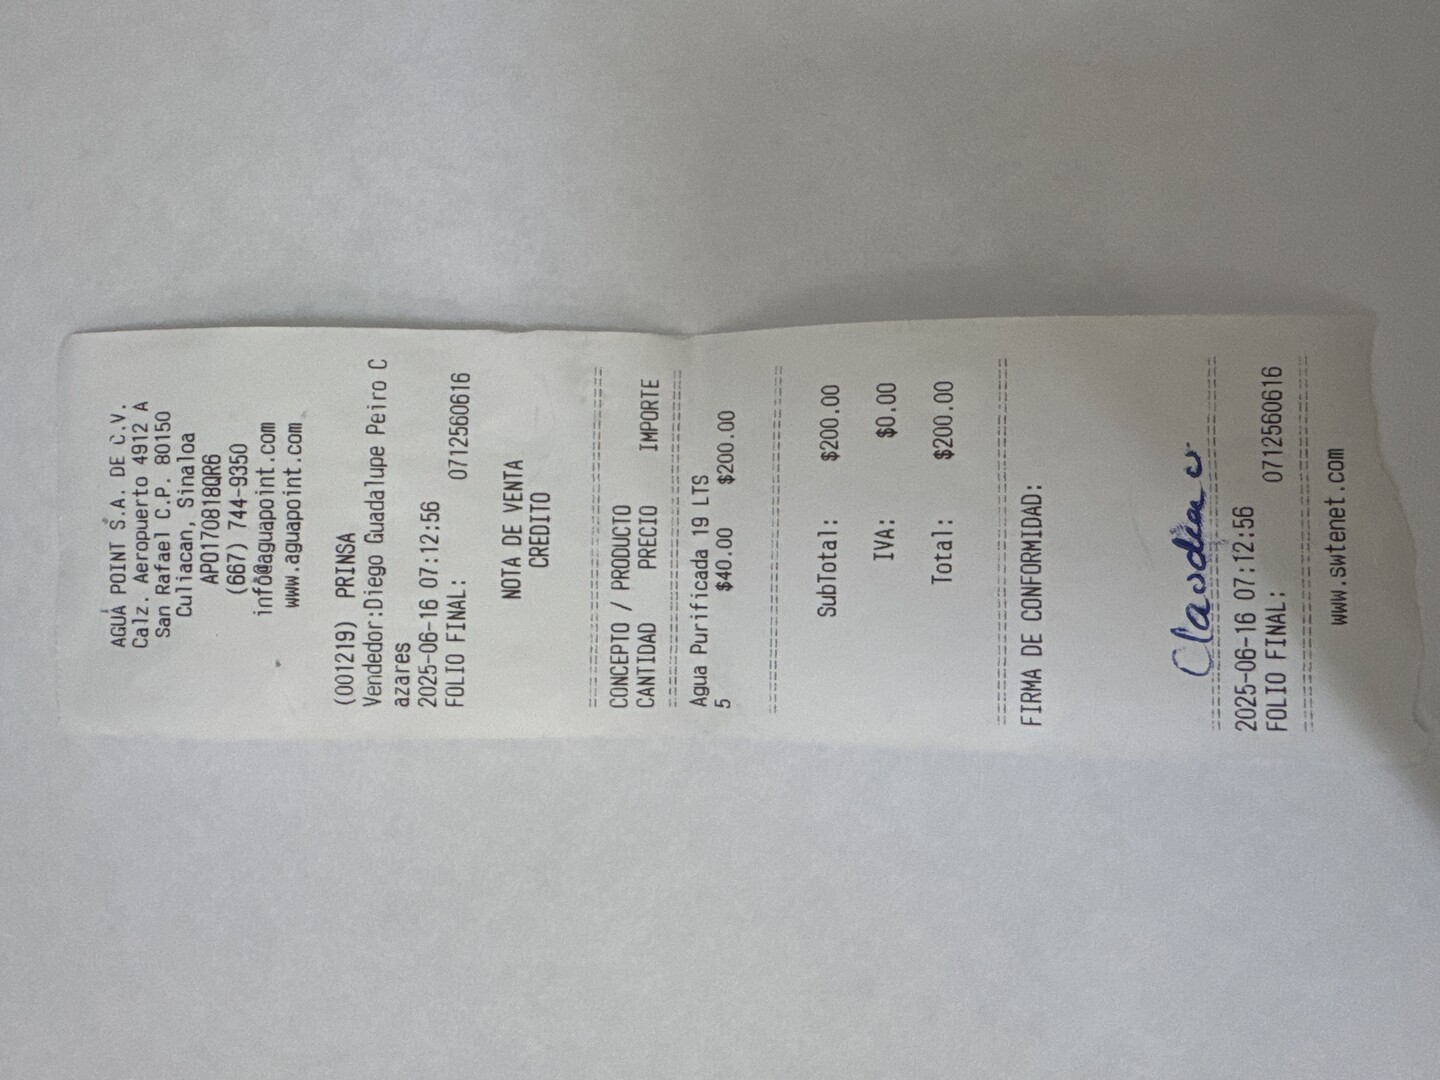 AGUA POINT S.A. DE C.V.
Calz. Aeropuerto 4912 A
San Rafael C.P. 80150
Culiacan, Sinaloa
APO170818QR6
(667) 744-9350
info@aguapoint.com
www.aguapoint.com
(001219) PRINSA
Vendedor:Diego Guadalupe Peiro C
azares
2025-06-16 07:12:56
FOLIO FINAL: 0712560616
NOTA DE VENTA
CREDITO
CONCEPTO / PRODUCTO
CANTIDAD PRECIO IMPORTE
Agua Purificada 19 LTS
5 $40.00 $200.00
SubTotal: $200.00
IVA: $0.00
Total: $200.00
FIRMA DE CONFORMIDAD:
2025-06-16 07:12:56
FOLIO FINAL: 0712560616
www.swtenet.com